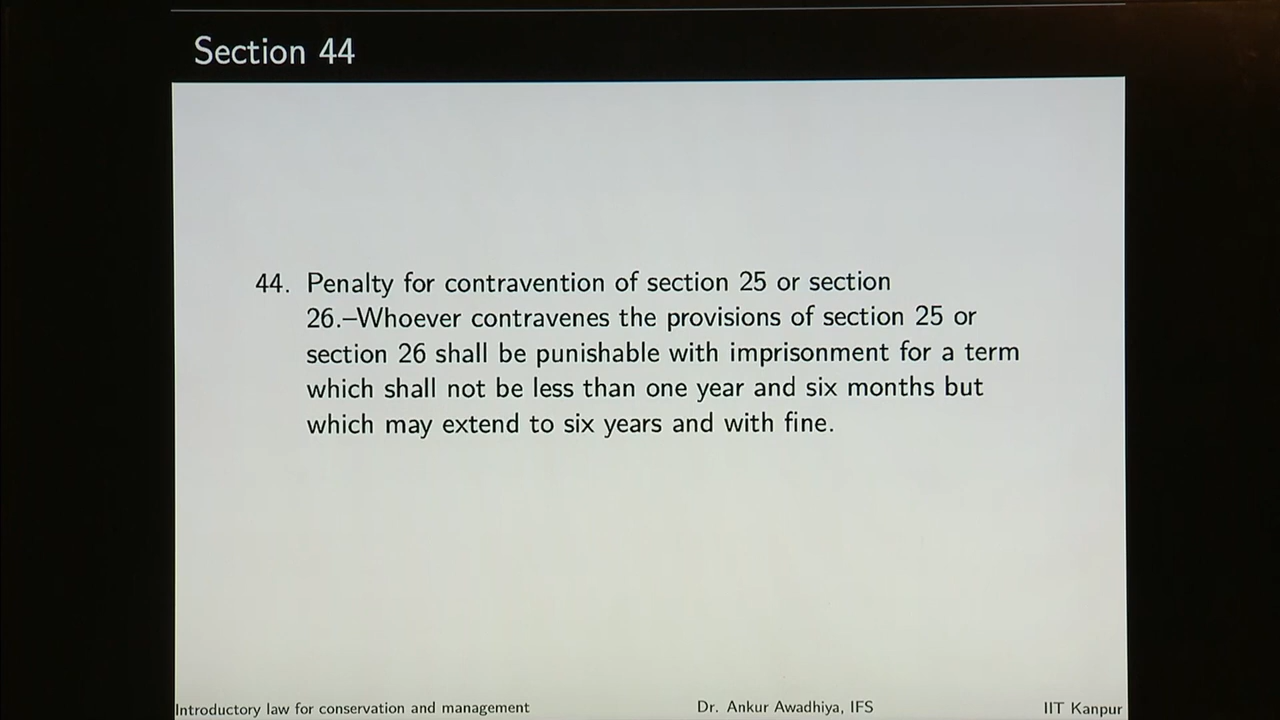 Section 44
44. Penalty for contravention of section 25 or section
26.–Whoever contravenes the provisions of section 25 or
section 26 shall be punishable with imprisonment for a term
which shall not be less than one year and six months but
which may extend to six years and with fine.
Introductory law for conservation and management Dr. Ankur Awadhiya, IFS IIT Kanpur